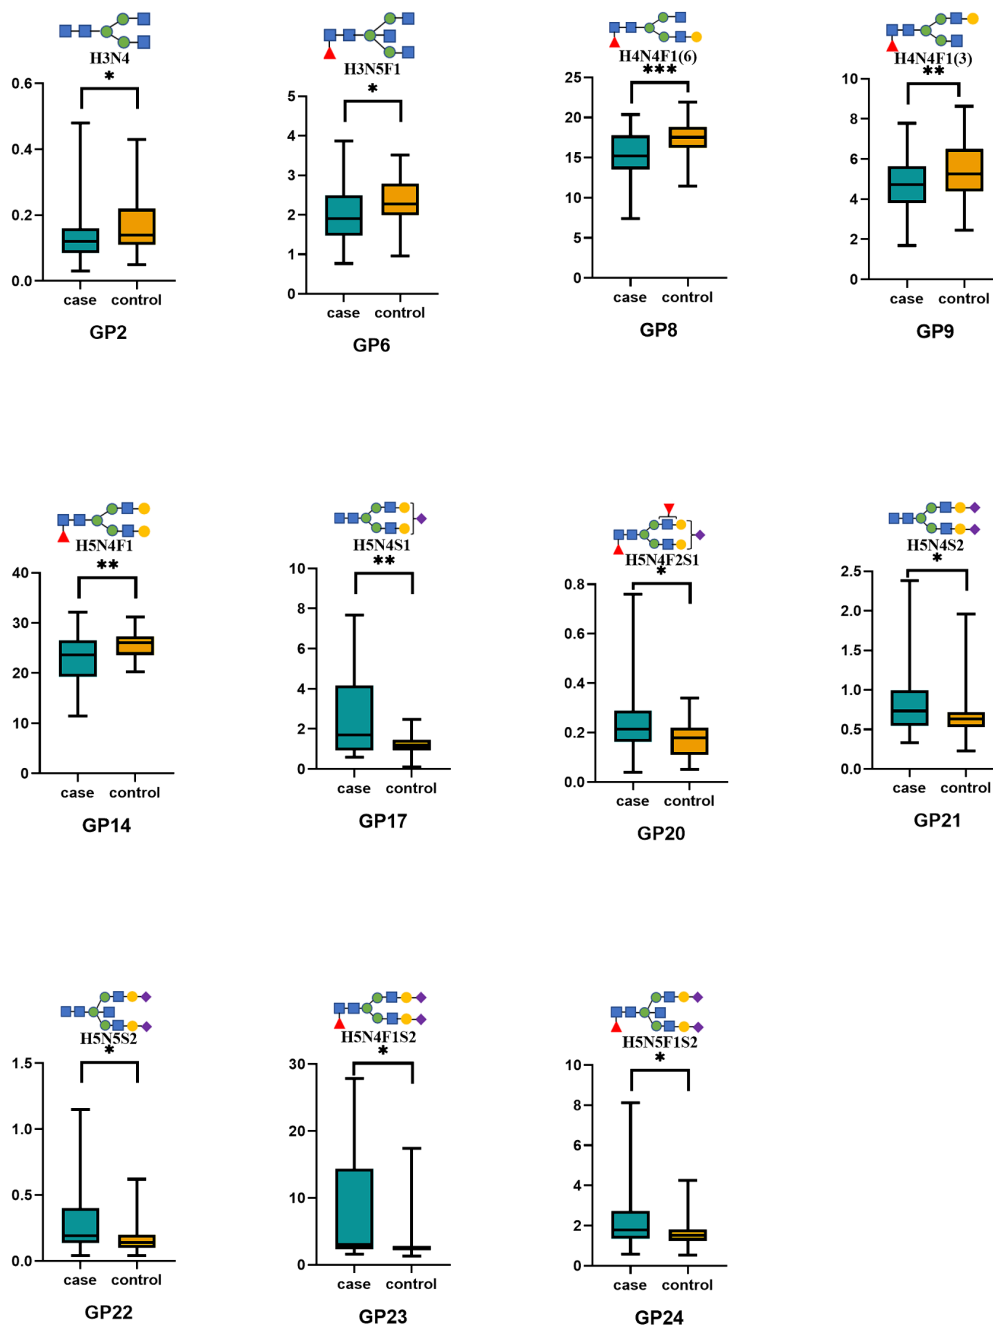 H3N4
*
0.6
0.4
0.2
0.0
case control
GP2
H3N5F1
*
5
4
3
2
1
0
case control
GP6
H4N4F1(6)
***
25
20
15
10
5
0
case control
GP8
H4N4F1(3)
**
10
8
6
4
2
0
case control
GP9
H5N4F1
**
40
30
20
10
0
case control
GP14
H5N4S1
**
10
8
6
4
2
0
case control
GP17
H5N4F2S1
*
0.8
0.6
0.4
0.2
0.0
case control
GP20
H5N4S2
*
2.5
2.0
1.5
1.0
0.5
0.0
case control
GP21
H5N5S2
*
1.5
1.0
0.5
0.0
case control
GP22
H5N4F1S2
*
30
20
10
0
case control
GP23
H5N5F1S2
*
10
8
6
4
2
0
case control
GP24